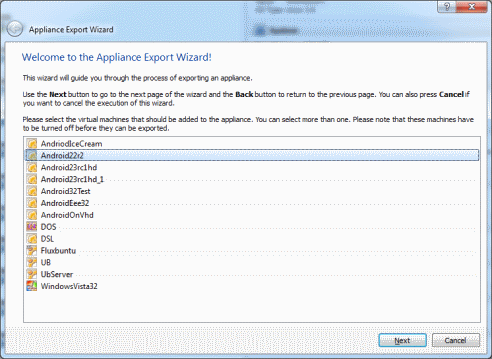 Appliance Export Wizard
Welcome to the Appliance Export Wizard!
This wizard will guide you through the process of exporting an appliance.
Use the Next button to go to the next page of the wizard and the Back button to return to the previous page. You can also press Cancel if
you want to cancel the execution of this wizard.
Please select the virtual machines that should be added to the appliance. You can select more than one. Please note that these machines have
to be turned off before they can be exported.
AndriodIceCream
Android22r2
Android23rc1hd
Android23rc1hd_1
Android32Test
AndroidEee32
AndroidOnVhd
DOS
DSL
Fluxbuntu
UB
UbServer
WindowsVista32
Next
Cancel